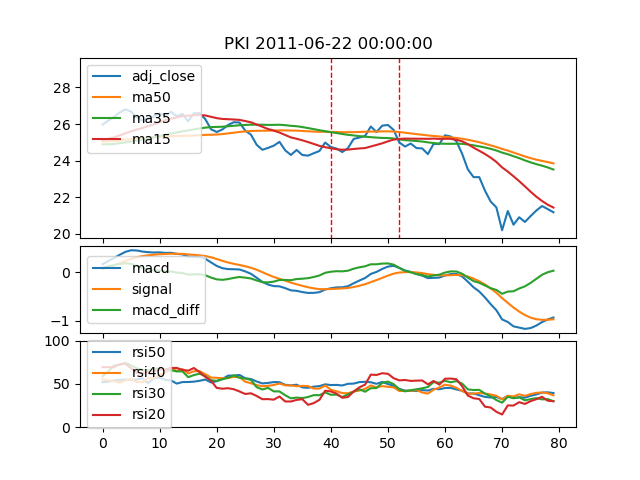 PKI 2011-06-22 00:00:00
adj_close
ma50
ma35
ma15
28
26
24
22
20
macd
signal
macd_diff
0
−1
rsi50
rsi40
rsi30
rsi20
100
50
0
0 10 20 30 40 50 60 70 80